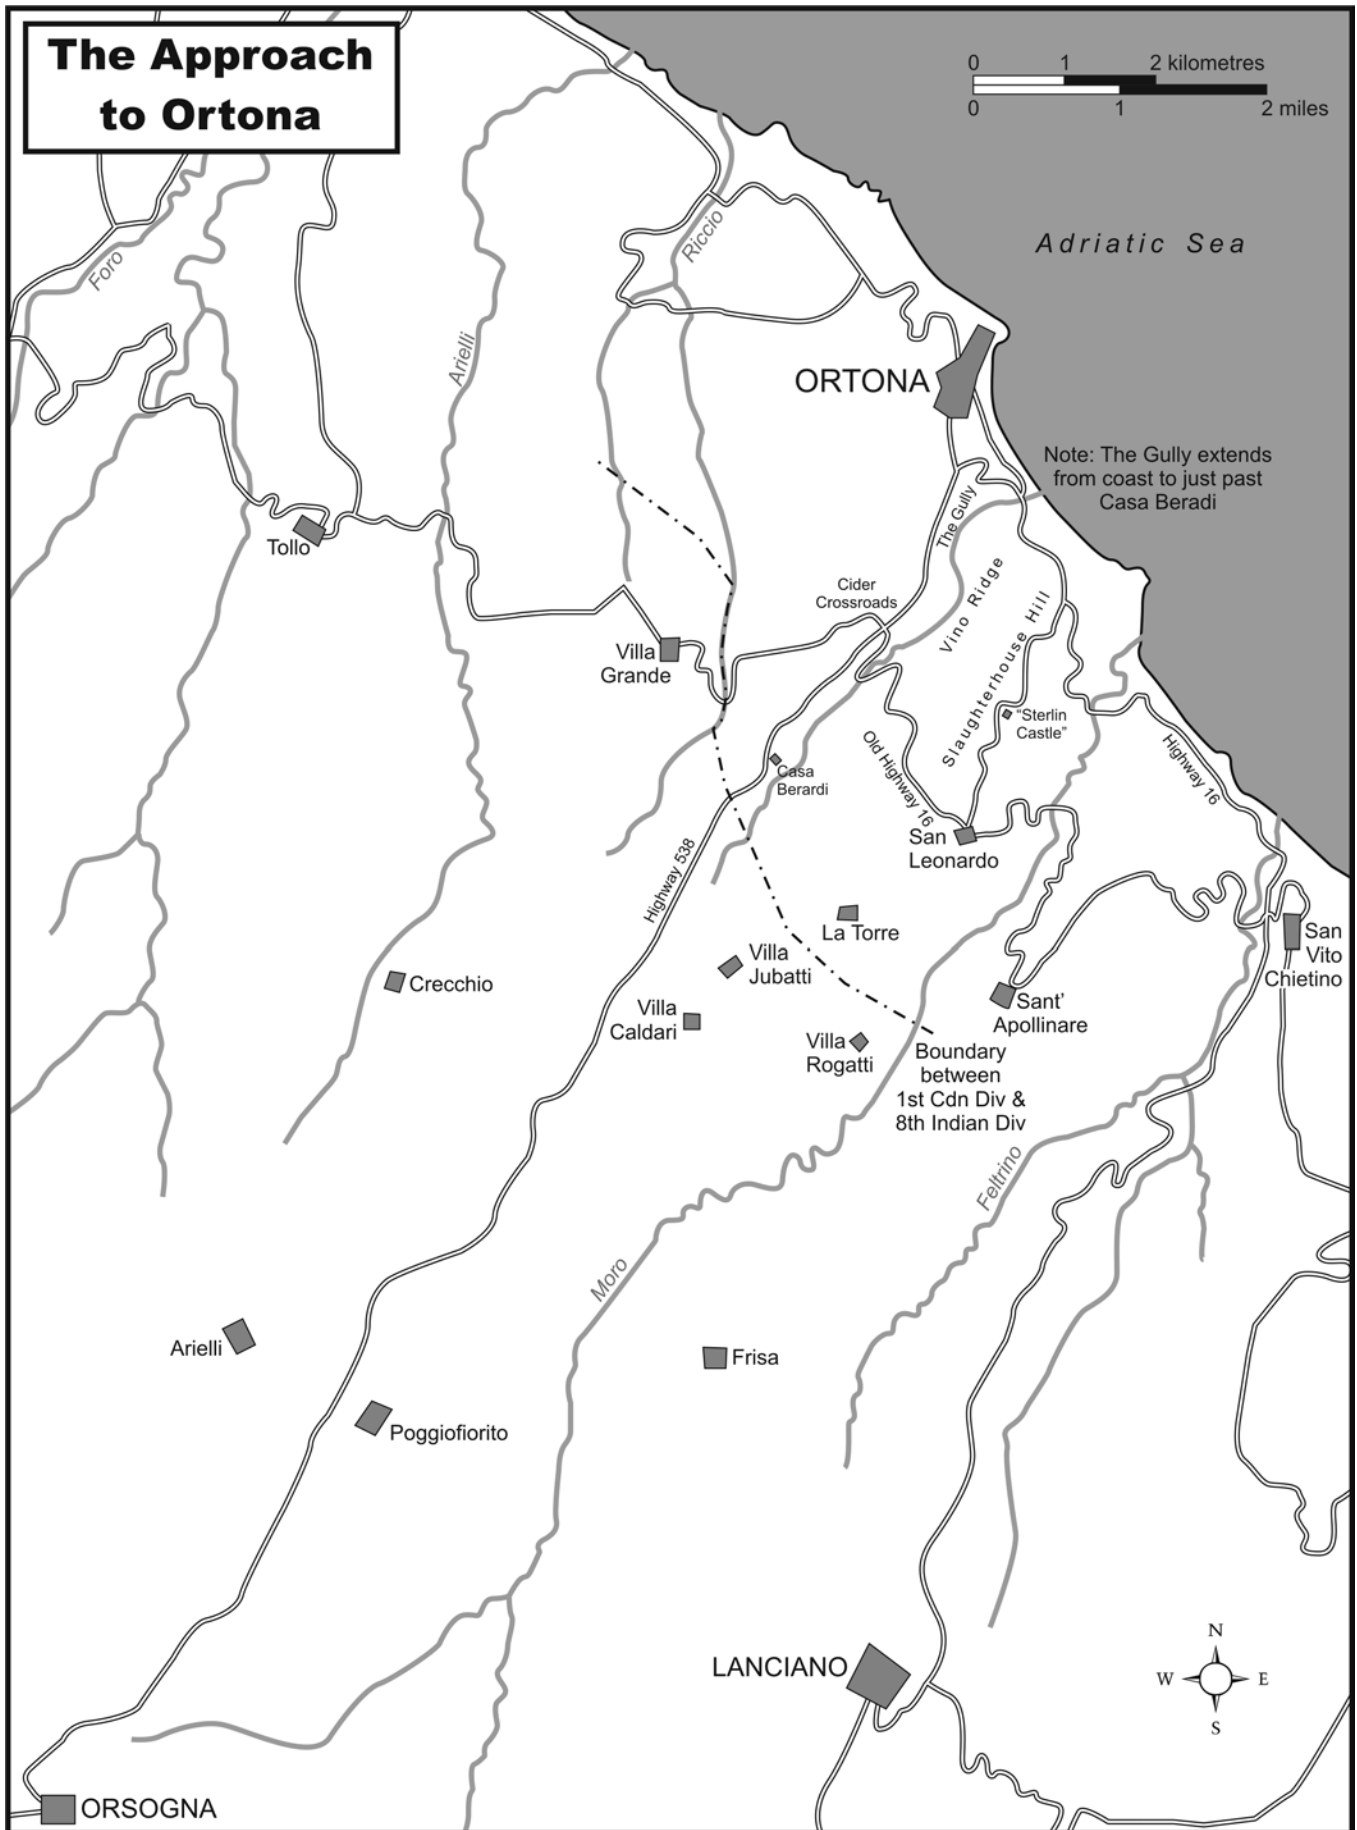 The Approach
to Ortona
0 1 2 kilometres
0 1 2 miles
Adriatic Sea
Riccio
Foro
Arielli
ORTONA
Note: The Gully extends
from coast to just past
Casa Beradi
The Gully
Tollo
Vino Ridge
Cider
Crossroads
Slaughterhouse Hill
Villa
Grande
"Sterlin
Castle"
Old Highway 16
Highway 16
Casa
Berardi
San
Leonardo
Highway 538
La Torre
San
Vito
Chietino
Villa
Jubatti
Crecchio
Sant'
Apollinare
Villa
Caldari
Villa
Rogatti
Boundary
between
1st Cdn Div &
8th Indian Div
Feltrino
Moro
Arielli
Frisa
Poggiofiorito
N
W E
S
LANCIANO
ORSOGNA